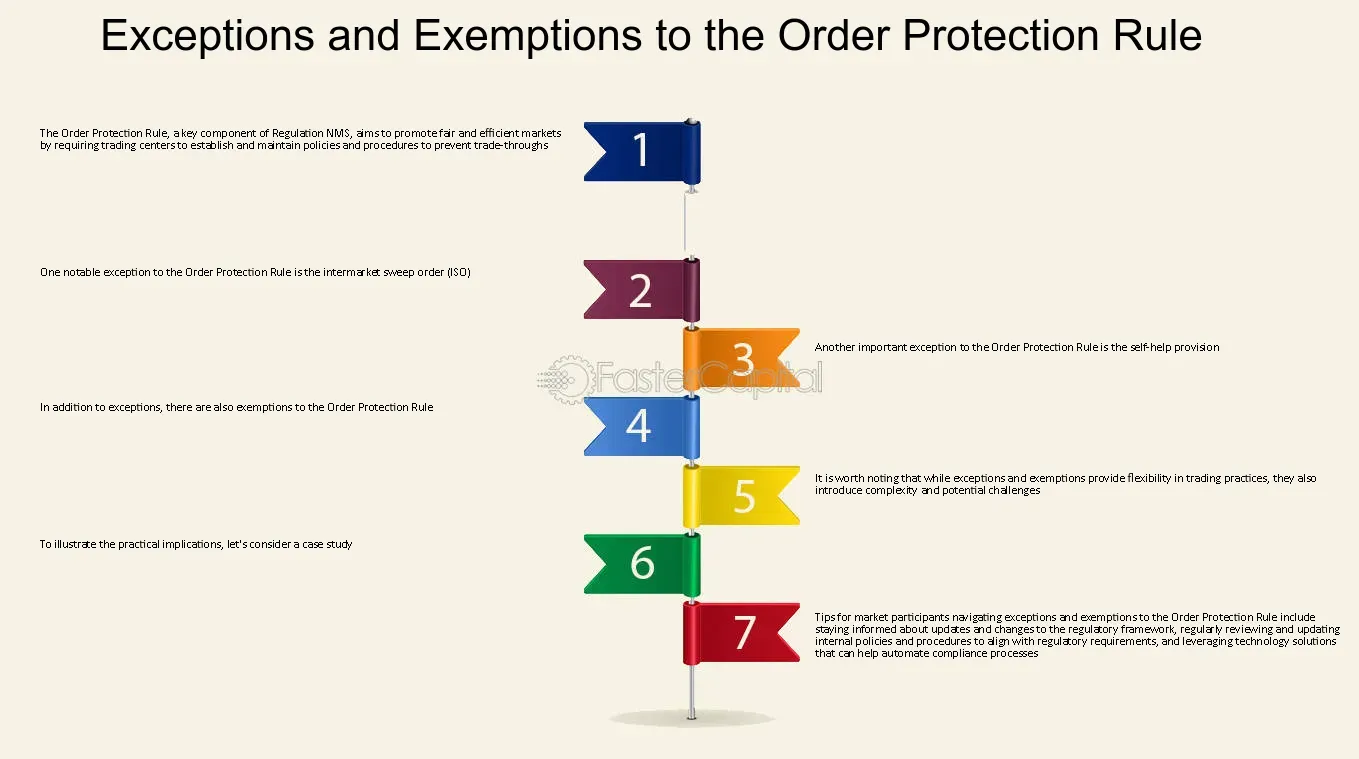 Exceptions and Exemptions to the Order Protection Rule
The Order Protection Rule, a key component of Regulation NMS, aims to promote fair and efficient markets
by requiring trading centers to establish and maintain policies and procedures to prevent trade-throughs
1
One notable exception to the Order Protection Rule is the intermarket sweep order (ISO)
2
3
Another important exception to the Order Protection Rule is the self-help provision
FasterCapital
In addition to exceptions, there are also exemptions to the Order Protection Rule
4
5
It is worth noting that while exceptions and exemptions provide flexibility in trading practices, they also
introduce complexity and potential challenges
To illustrate the practical implications, let's consider a case study
6
7
Tips for market participants navigating exceptions and exemptions to the Order Protection Rule include
staying informed about updates and changes to the regulatory framework, regularly reviewing and updating
internal policies and procedures to align with regulatory requirements, and leveraging technology solutions
that can help automate compliance processes